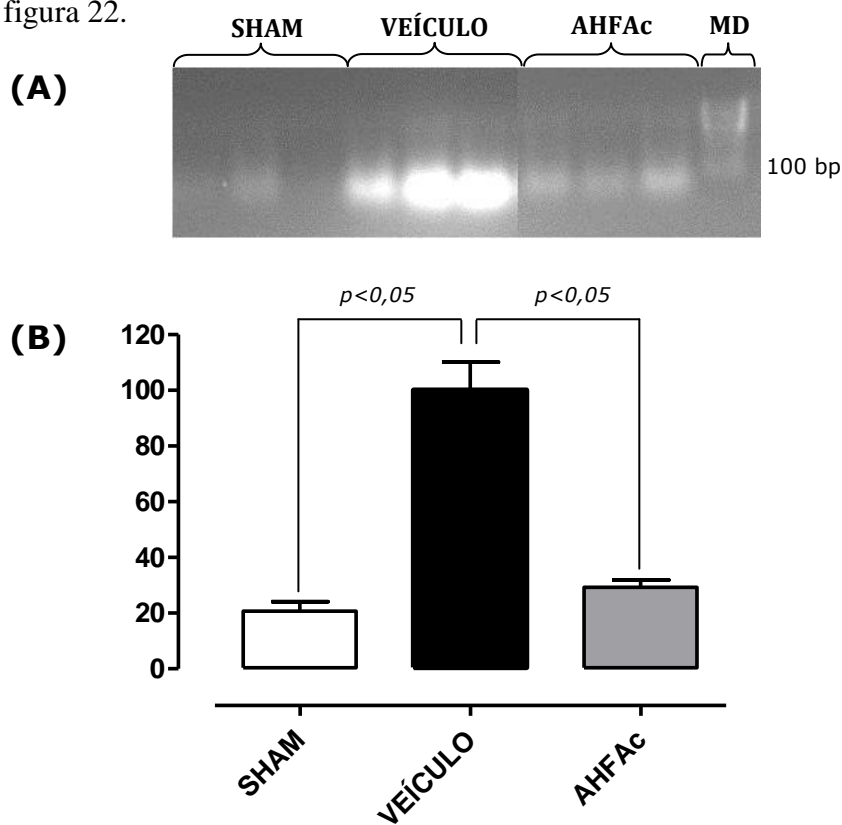 figura 22.
SHAM VEÍCULO AHFAc MD
(A)
100 bp
p<0,05 p<0,05
(B)
120
100
80
60
40
20
0
SHAM
VEÍCULO
AHFAc